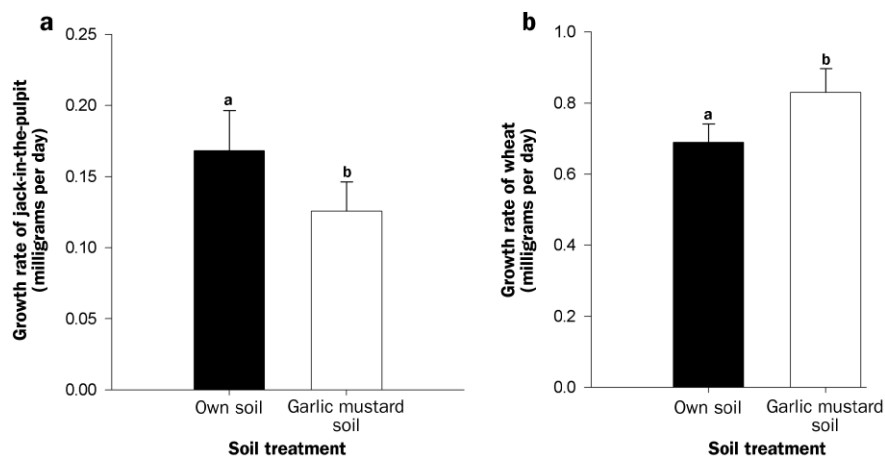 a
Growth rate of jack-in-the-pulpit
(milligrams per day)
0.25
0.20
0.15
0.10
0.05
0.00
a
b
Own soil
Garlic mustard
soil
Soil treatment
b
Growth rate of wheat
(milligrams per day)
1.0
0.8
0.6
0.4
0.2
0.0
a
b
Own soil
Garlic mustard
soil
Soil treatment